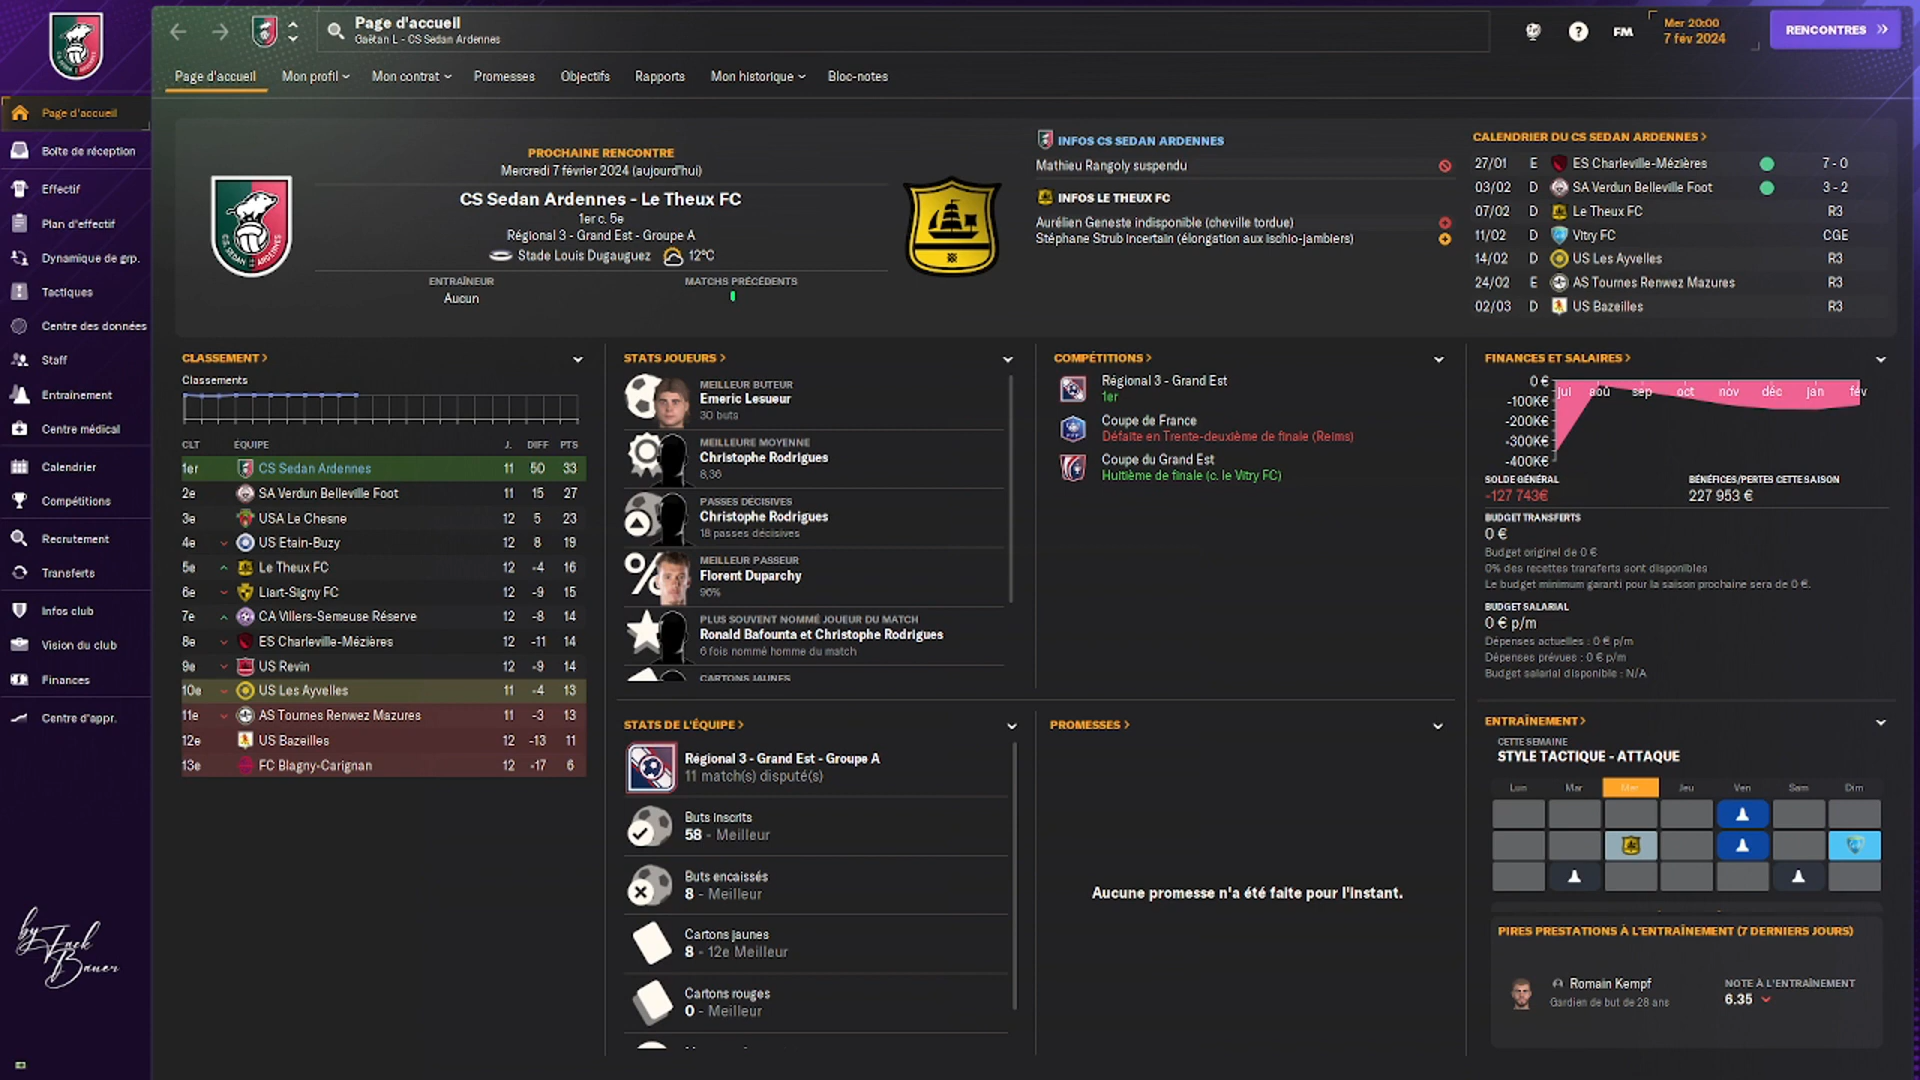 Page d'accueil
Gaëtan L - CS Sedan Ardennes
FM
Mer 20:00
7 fév 2024
RENCONTRES
Page d'accueil
Mon profil
Mon contrat
Promesses
Objectifs
Rapports
Mon historique
Bloc-notes
Page d'accueil
Boîte de réception
Effectif
Plan d'effectif
Dynamique de grp.
Tactiques
Centre des données
Staff
Entraînement
Centre médical
Calendrier
Compétitions
Recrutement
Transferts
Infos club
Vision du club
Finances
Centre d'appr.
by Jack
Bauer
PROCHAINE RENCONTRE
Mercredi 7 février 2024 (aujourd'hui)
CS Sedan Ardennes - Le Theux FC
1er c. 5e
Régional 3 - Grand Est - Groupe A
Stade Louis Dugauguez 12°C
ENTRAÎNEUR
Aucun
MATCHS PRÉCÉDENTS
INFOS CS SEDAN ARDENNES
Mathieu Rangoly suspendu
INFOS LE THEUX FC
Aurélien Geneste indisponible (cheville tordue)
Stéphane Strub incertain (élongation aux ischio-jambiers)
CALENDRIER DU CS SEDAN ARDENNES >
27/01 E ES Charleville-Mézières 7 - 0
03/02 D SA Verdun Belleville Foot 3 - 2
07/02 D Le Theux FC R3
11/02 D Vitry FC CGE
14/02 D US Les Ayvelles R3
24/02 E AS Tournes Renwez Mazures R3
02/03 D US Bazeilles R3
CLASSEMENT >
Classements
CLT ÉQUIPE J. DIFF PTS
1er CS Sedan Ardennes 11 50 33
2e SA Verdun Belleville Foot 11 15 27
3e USA Le Chesne 12 5 23
4e US Etain-Buzy 12 8 19
5e Le Theux FC 12 -4 16
6e Liart-Signy FC 12 -9 15
7e CA Villers-Semeuse Réserve 12 -8 14
8e ES Charleville-Mézières 12 -11 14
9e US Revin 12 -9 14
10e US Les Ayvelles 11 -4 13
11e AS Tournes Renwez Mazures 11 -3 13
12e US Bazeilles 12 -13 11
13e FC Blagny-Carignan 12 -17 6
STATS JOUEURS >
MEILLEUR BUTEUR
Emeric Lesueur
30 buts
MEILLEURE MOYENNE
Christophe Rodrigues
8,36
PASSES DÉCISIVES
Christophe Rodrigues
18 passes décisives
MEILLEUR PASSEUR
Florent Duparchy
96%
PLUS SOUVENT NOMMÉ JOUEUR DU MATCH
Ronald Bafounta et Christophe Rodrigues
6 fois nommé homme du match
CARTONS JAUNES
STATS DE L'ÉQUIPE >
Régional 3 - Grand Est - Groupe A
11 match(s) disputé(s)
Buts inscrits
58 - Meilleur
Buts encaissés
8 - Meilleur
Cartons jaunes
8 - 12e Meilleur
Cartons rouges
0 - Meilleur
COMPÉTITIONS >
Régional 3 - Grand Est
1er
Coupe de France
Défaite en Trente-deuxième de finale (Reims)
Coupe du Grand Est
Huitième de finale (c. le Vitry FC)
PROMESSES >
Aucune promesse n'a été faite pour l'instant.
FINANCES ET SALAIRES >
0 €
-100K€
-200K€
-300K€
-400K€
jul aoû sep oct nov déc jan fév
SOLDE GÉNÉRAL
-127 743€
BÉNÉFICES/PERTES CETTE SAISON
227 953 €
BUDGET TRANSFERTS
0 €
Budget originel de 0 €
0% des recettes transferts sont disponibles
Le budget minimum garanti pour la saison prochaine sera de 0 €.
BUDGET SALARIAL
0 € p/m
Dépenses actuelles : 0 € p/m
Dépenses prévues : 0 € p/m
Budget salarial disponible : N/A
ENTRAÎNEMENT >
CETTE SEMAINE
STYLE TACTIQUE - ATTAQUE
Lun Mar Mer Jeu Ven Sam Dim
PIRES PRESTATIONS À L'ENTRAÎNEMENT (7 DERNIERS JOURS)
Romain Kempf
Gardien de but de 28 ans
NOTE À L'ENTRAÎNEMENT
6.35